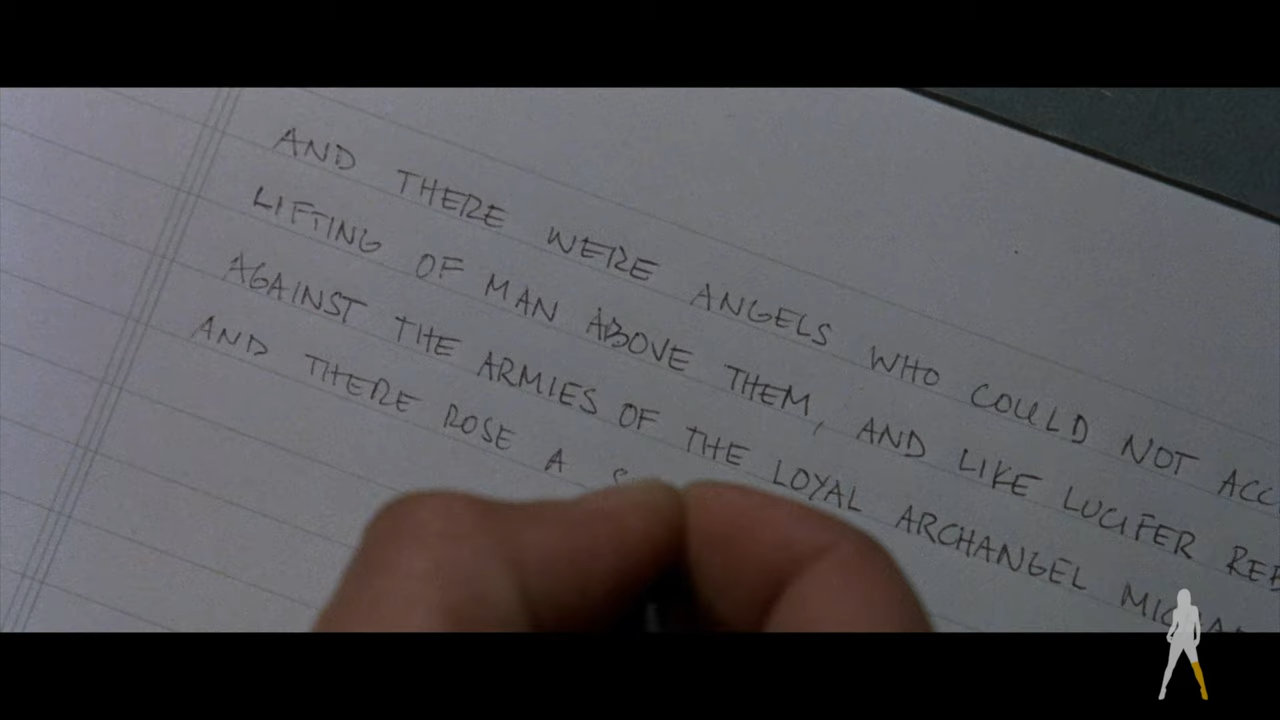 AND THERE WERE ANGELS WHO COULD NOT ACC
LIFTING OF MAN ABOVE THEM, AND LIKE LUCIFER REB
AGAINST THE ARMIES OF THE LOYAL ARCHANGEL
AND THERE ROSE A